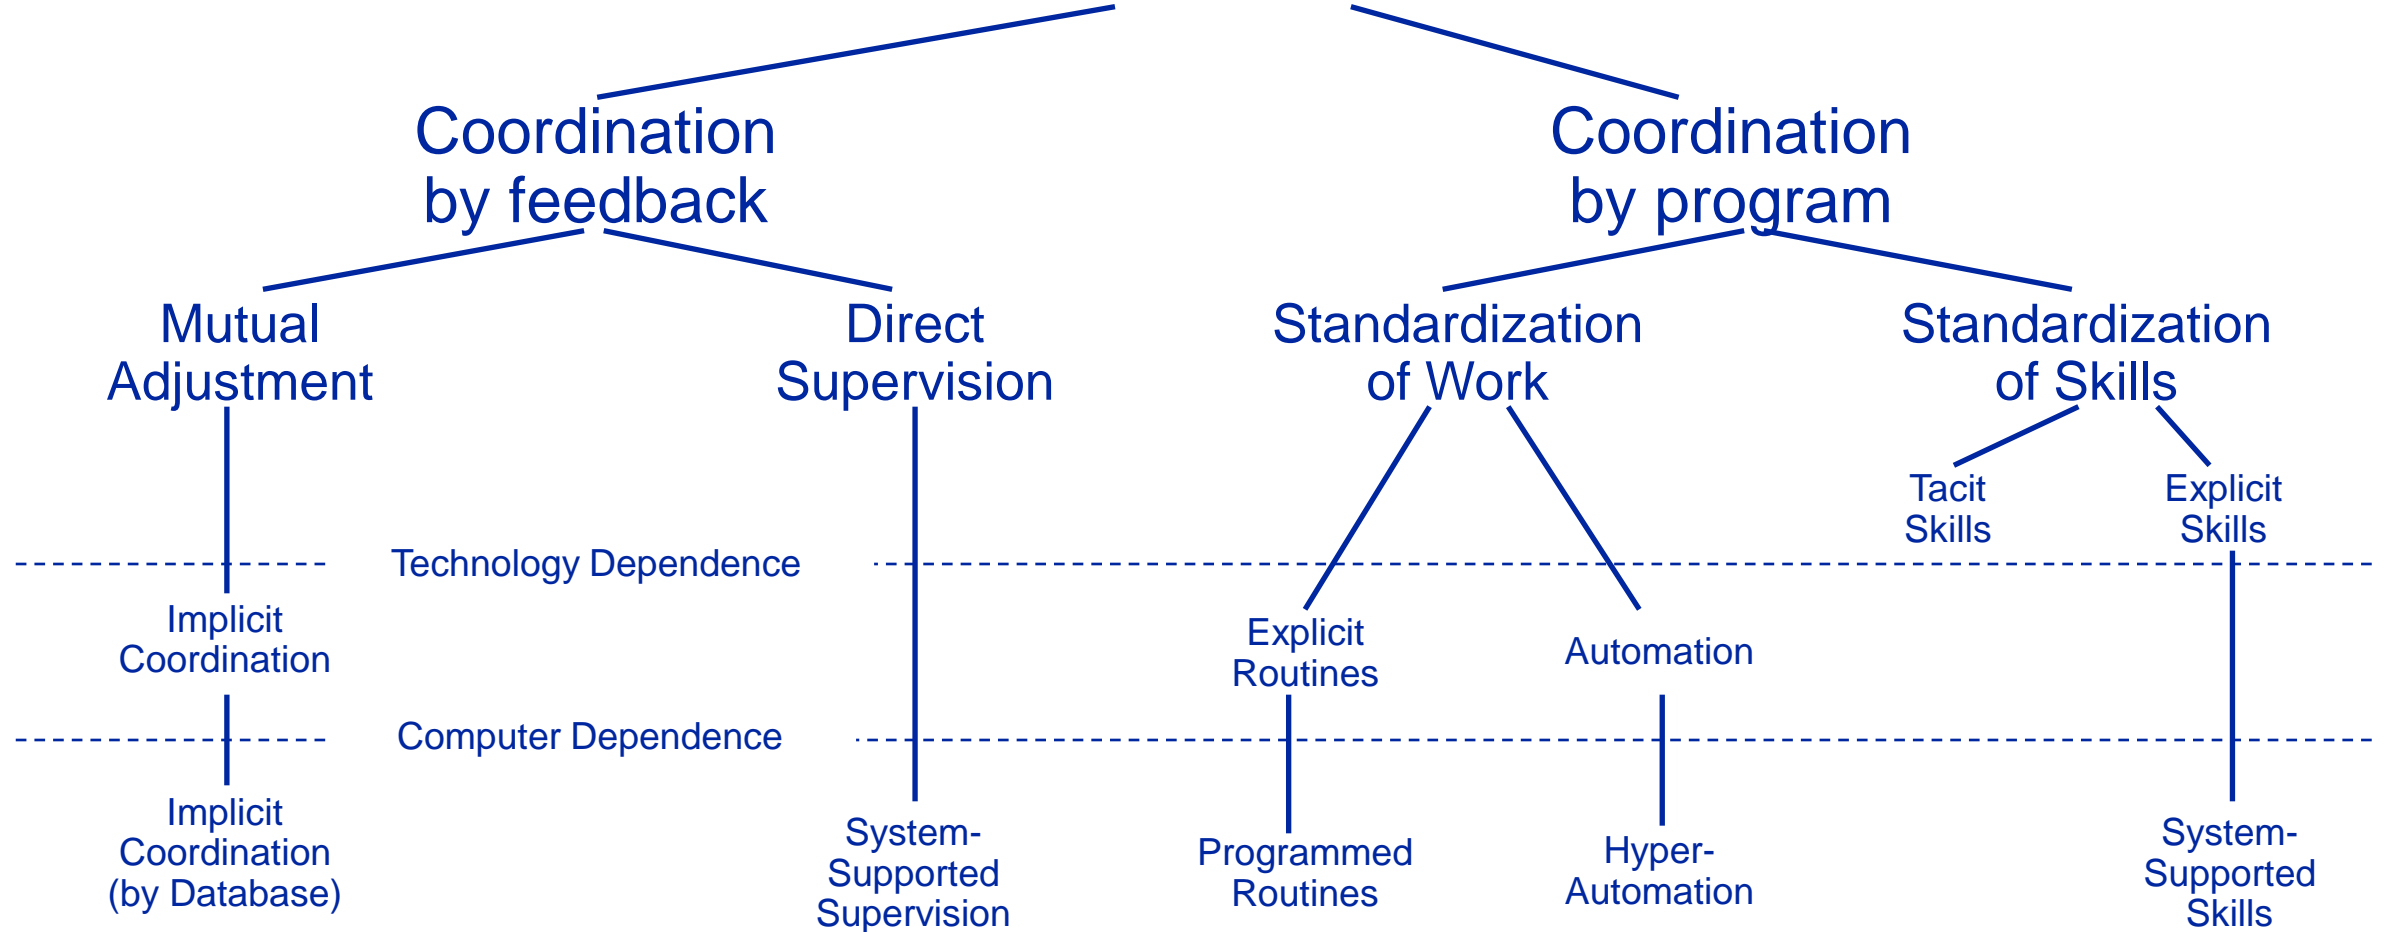 Coordination
by feedback
Coordination
by program
Mutual
Adjustment
Direct
Supervision
Standardization
of Work
Standardization
of Skills
Tacit
Skills
Explicit
Skills
Technology Dependence
Implicit
Coordination
Explicit
Routines
Automation
Computer Dependence
Implicit
Coordination
(by Database)
System-
Supported
Supervision
Programmed
Routines
Hyper-
Automation
System-
Supported
Skills